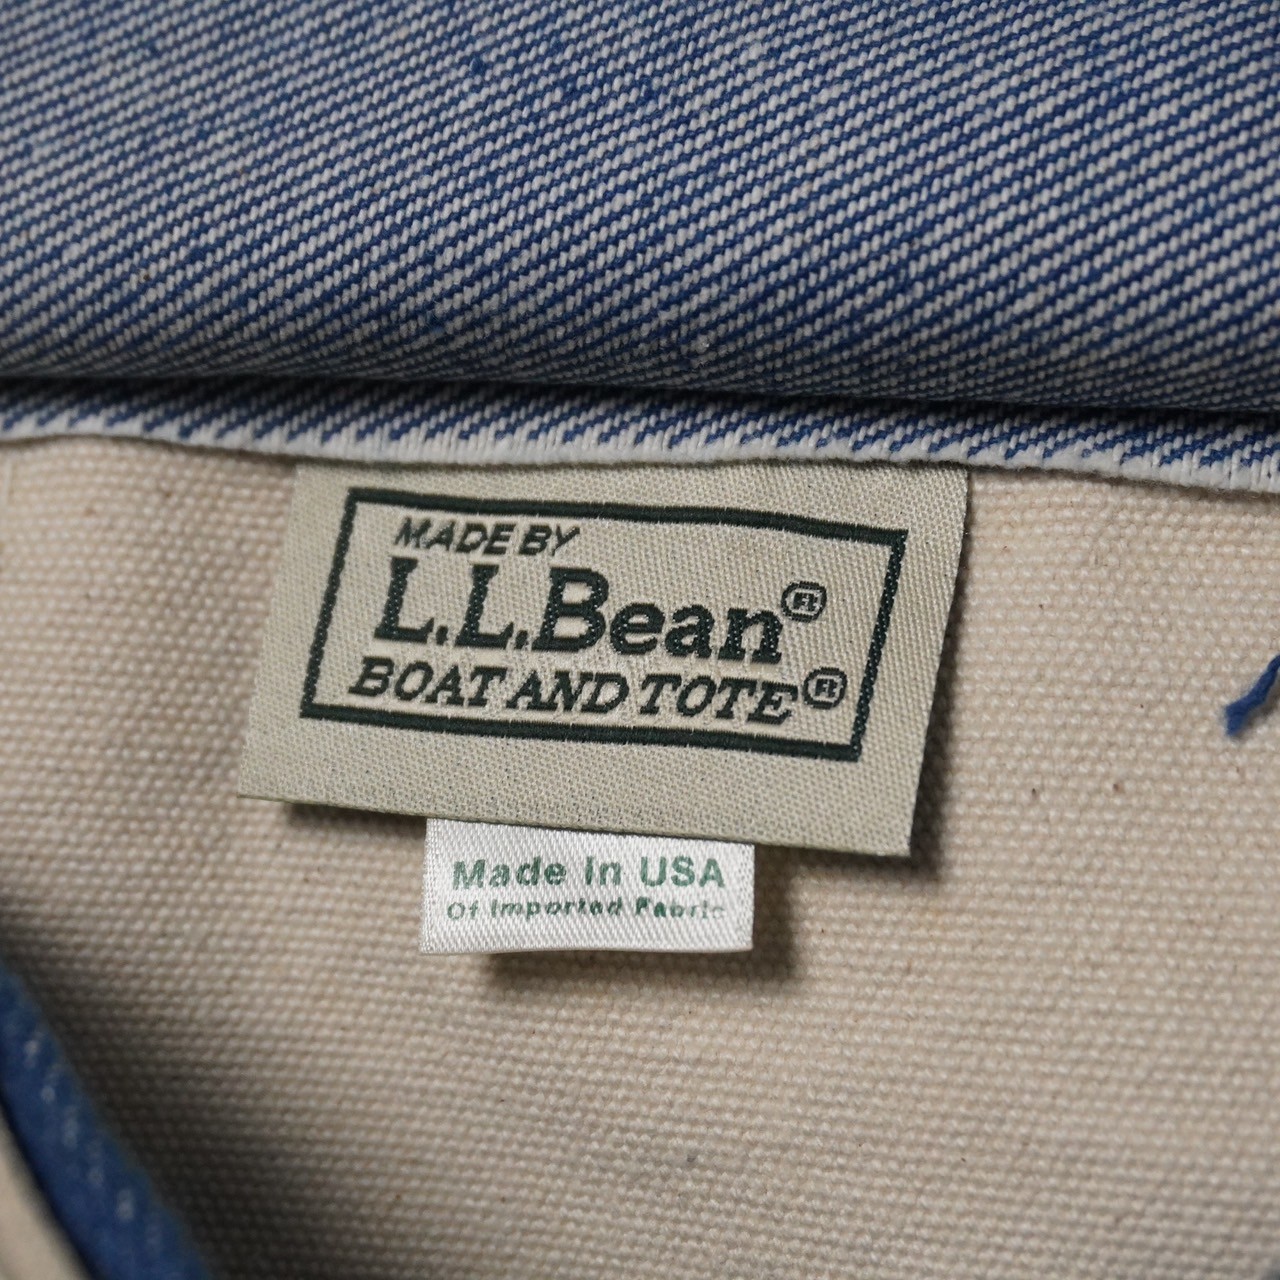 MADE BY
L.L.Bean®
BOAT AND TOTE®
Made in USA
Of Imported Fabric